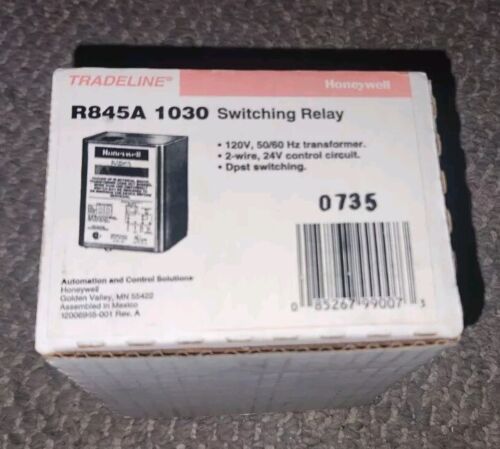 TRADELINE®
Honeywell
R845A 1030 Switching Relay
• 120V, 50/60 Hz transformer.
• 2-wire, 24V control circuit.
• Dpst switching.
Honeywell
0735
Automation and Control Solutions
Honeywell
Golden Valley, MN 55422
Assembled in Mexico
Rev. A
0 85267 99007 3